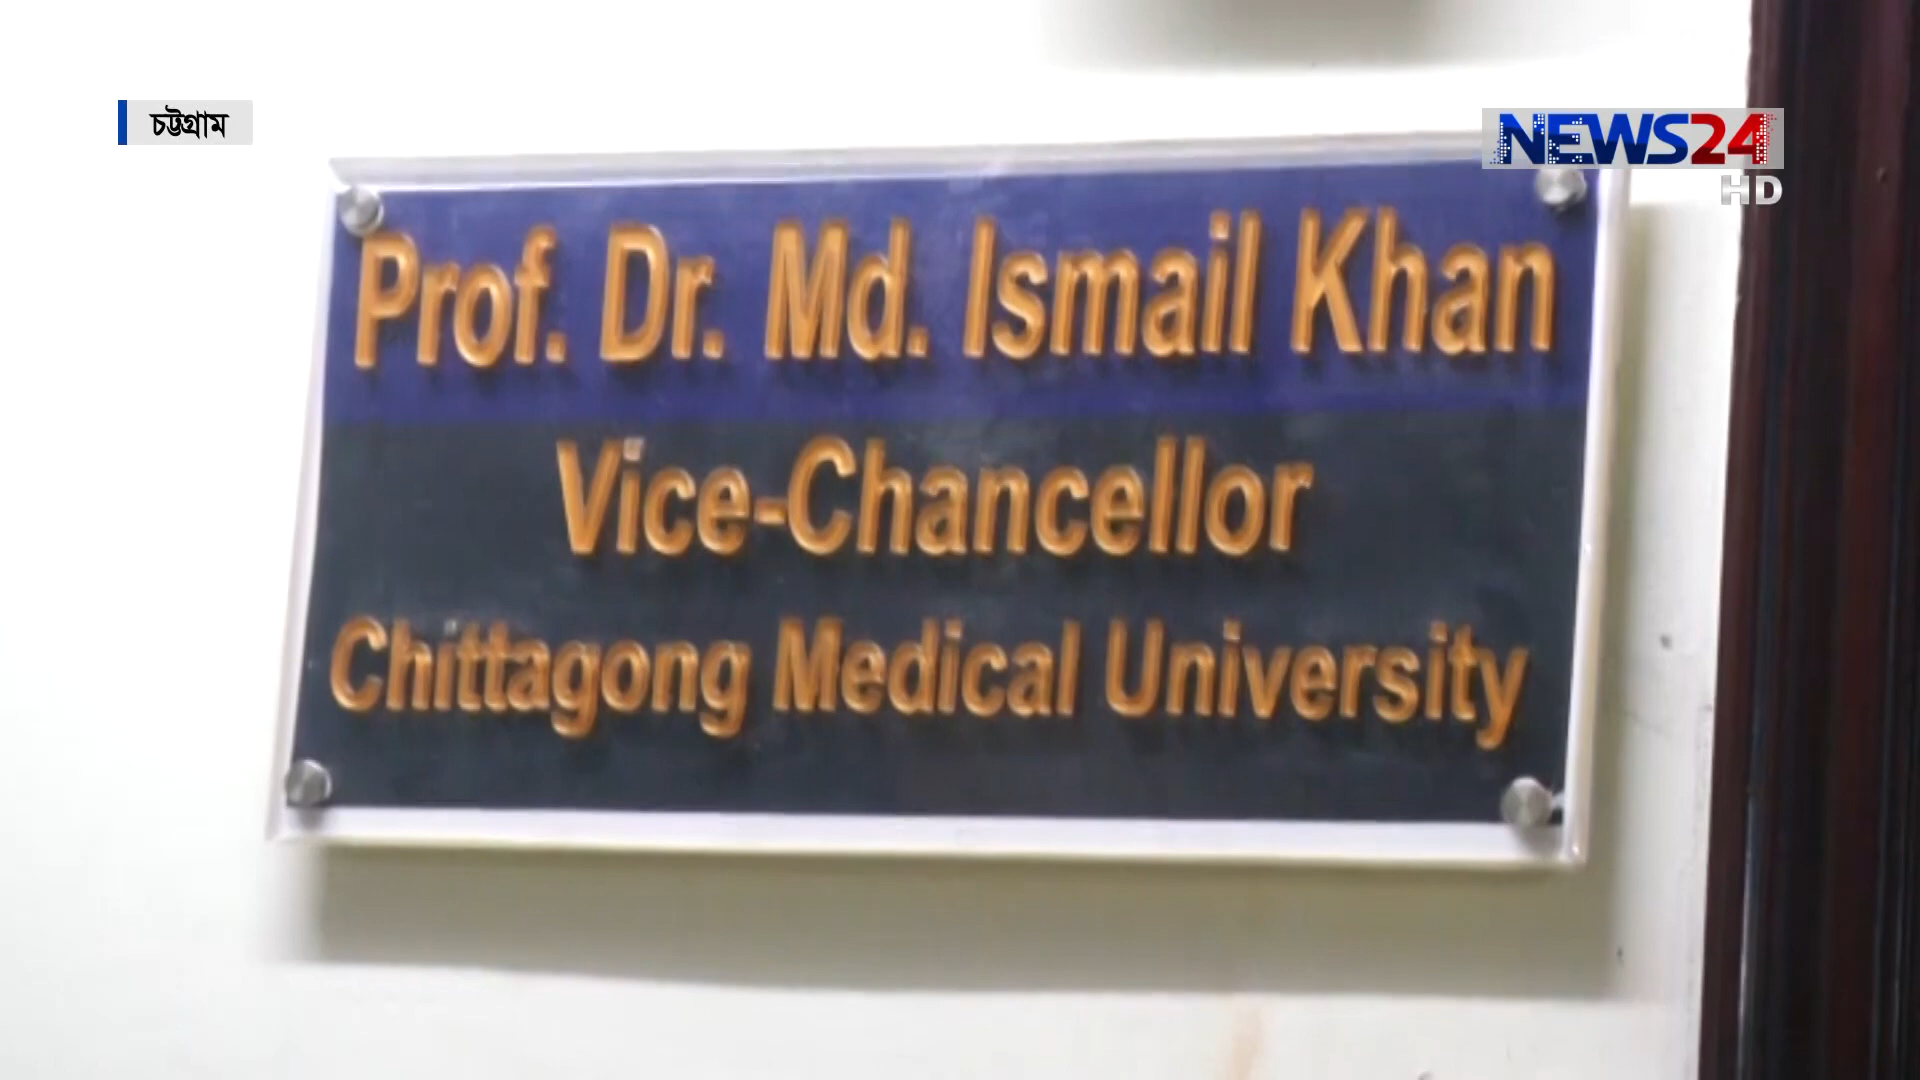 চট্টগ্রাম
NEWS24
HD
Prof. Dr. Md. Ismail Khan
Vice-Chancellor
Chittagong Medical University